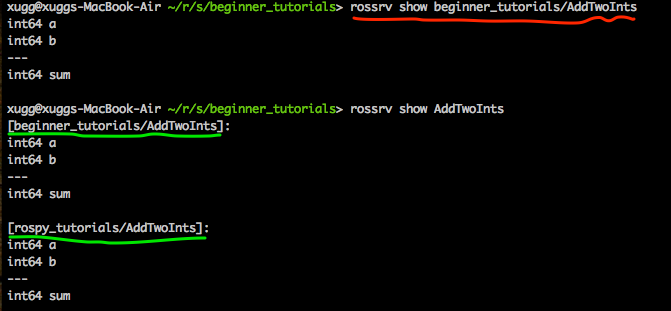 xugg@xuggs-MacBook-Air ~/r/s/beginner_tutorials> rossrv show beginner_tutorials/AddTwoInts
int64 a
int64 b
---
int64 sum
xugg@xuggs-MacBook-Air ~/r/s/beginner_tutorials> rossrv show AddTwoInts
[beginner_tutorials/AddTwoInts]:
int64 a
int64 b
---
int64 sum
[rospy_tutorials/AddTwoInts]:
int64 a
int64 b
---
int64 sum